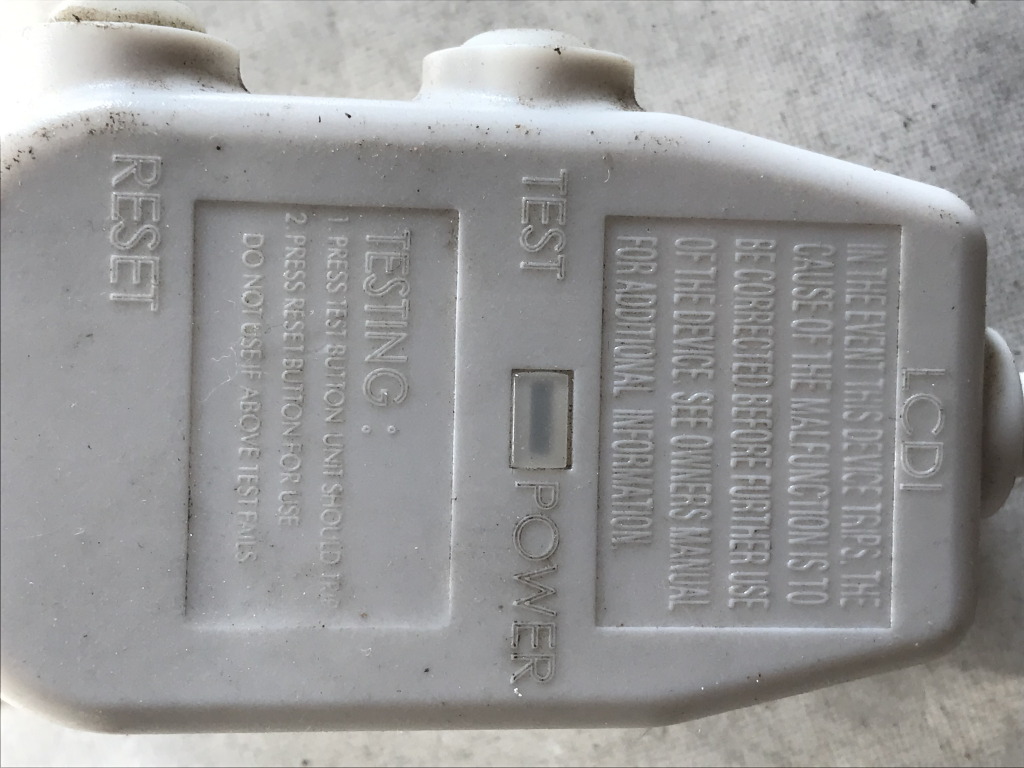 LCDI
IN THE EVENT THIS DEVICE TRIPS, THE
CAUSE OF THE MALFUNCTION IS TO
BE CORRECTED BEFORE FURTHER USE
OF THE DEVICE. SEE OWNERS MANUAL
FOR ADDITIONAL INFORMATION.
TEST
POWER
TESTING :
1. PRESS TEST BUTTON UNIT SHOULD TRIP
2. PRESS RESET BUTTON FOR USE
DO NOT USE IF ABOVE TEST FAILS
RESET